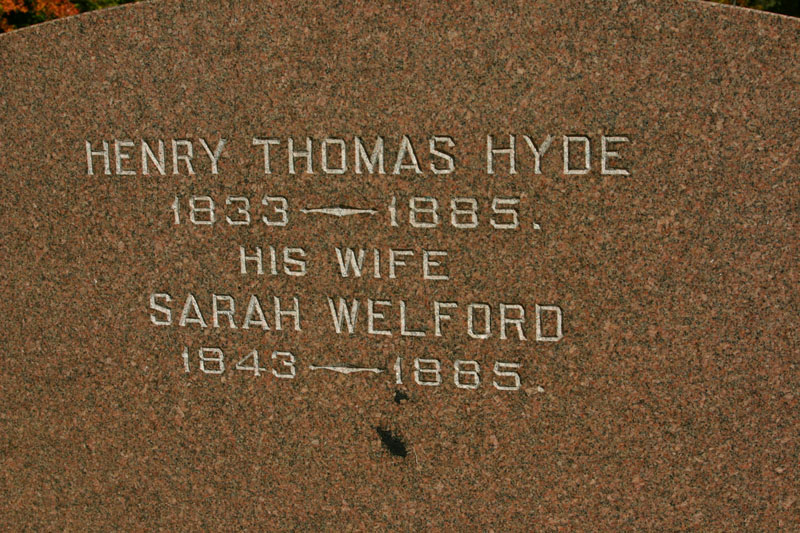 HENRY THOMAS HYDE
1833 — 1885.
HIS WIFE
SARAH WELFORD
1843 — 1885.